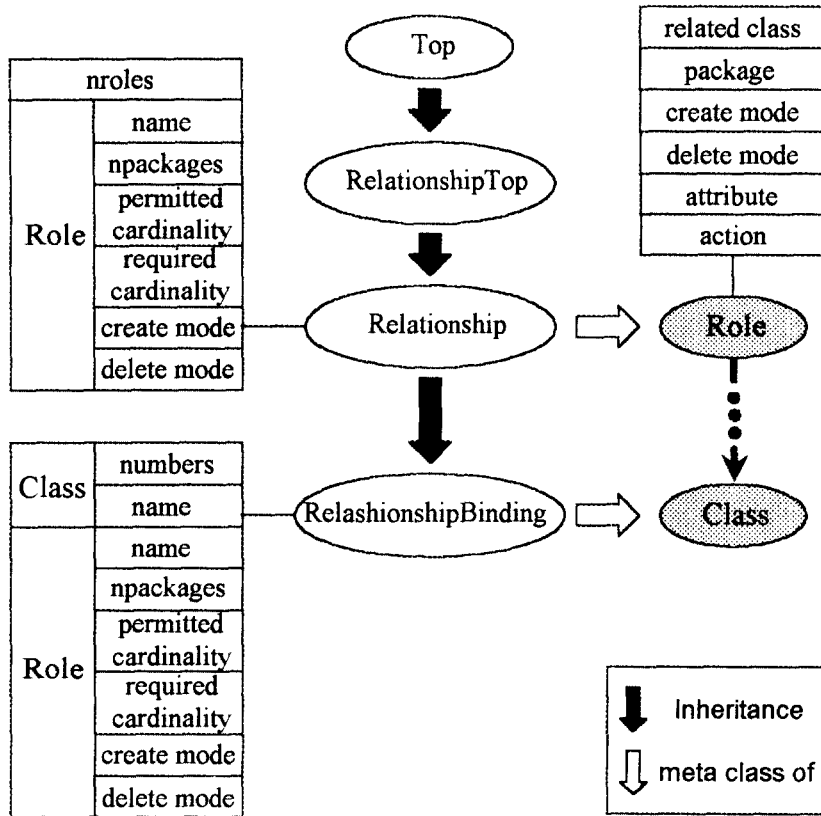 nroles
Role
name
npackages
permitted
cardinality
required
cardinality
create mode
delete mode
Class
numbers
name
Role
name
npackages
permitted
cardinality
required
cardinality
create mode
delete mode
Top
RelationshipTop
Relationship
RelashionshipBinding
related class
package
create mode
delete mode
attribute
action
Role
Class
Inheritance
meta class of